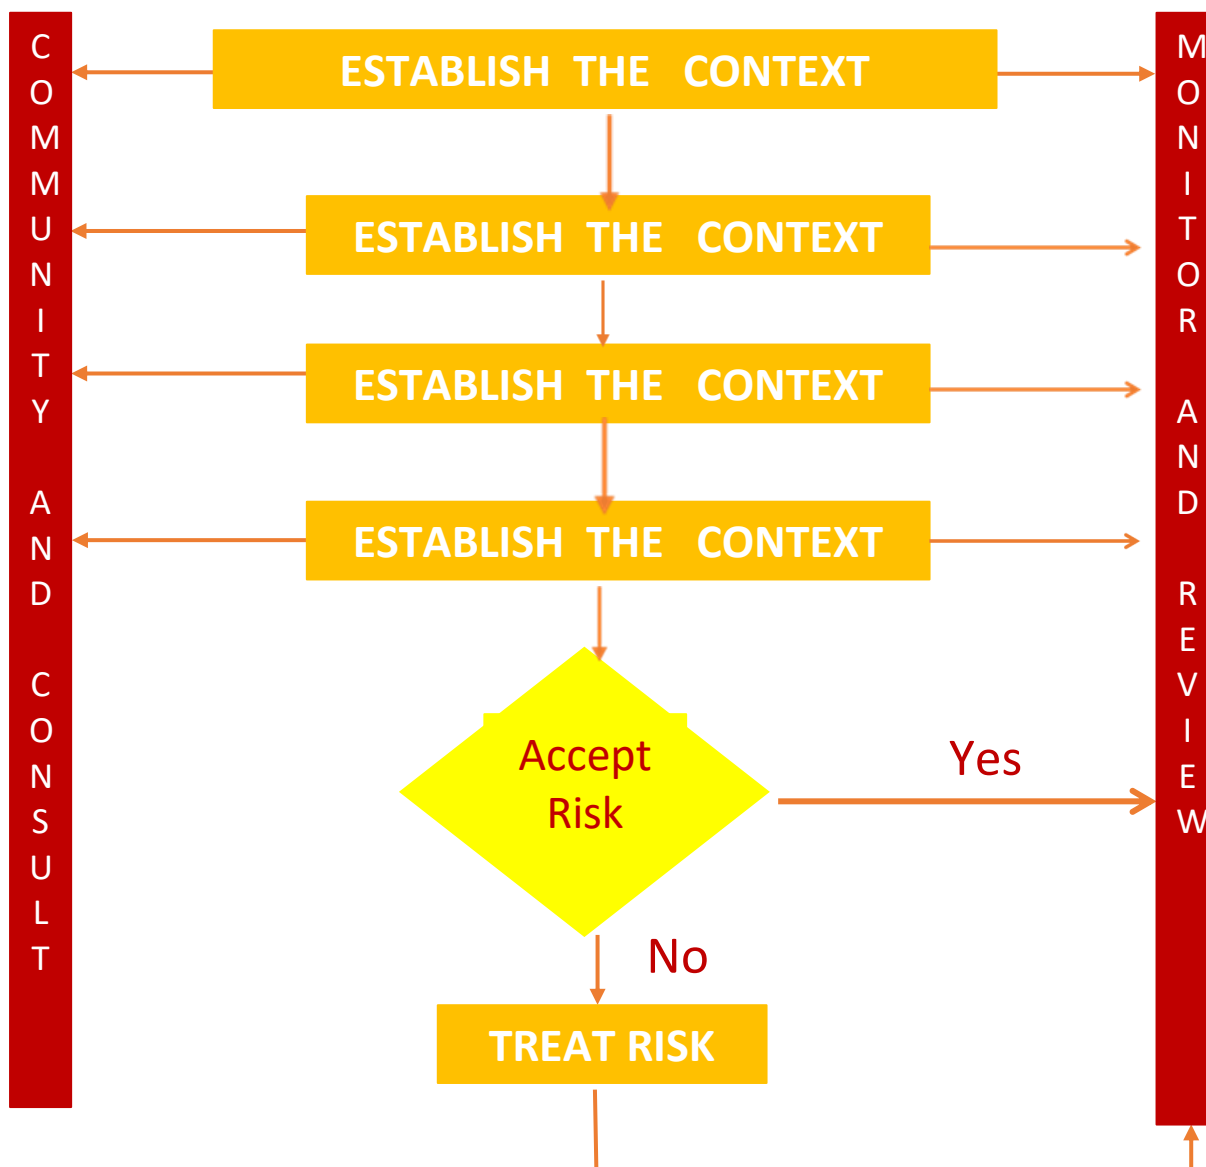 COMMUNITY AND CONSULT
ESTABLISH THE CONTEXT
ESTABLISH THE CONTEXT
ESTABLISH THE CONTEXT
ESTABLISH THE CONTEXT
Accept
Risk
Yes
No
TREAT RISK
MONITOR AND REVIEW